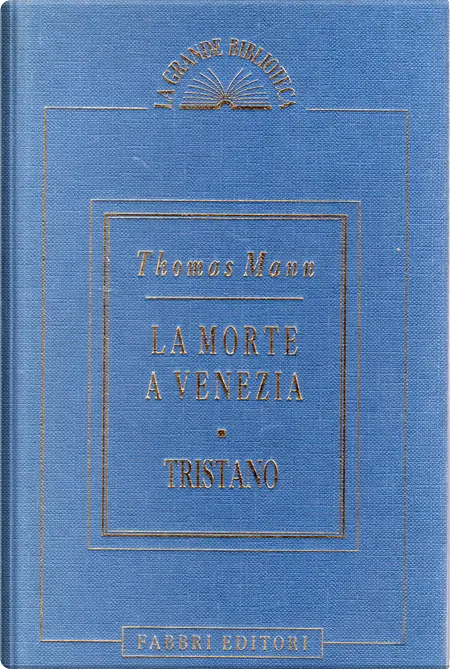 LA GRANDE BIBLIOTECA
Thomas Mann
LA MORTE
A VENEZIA
TRISTANO
FABBRI EDITORI